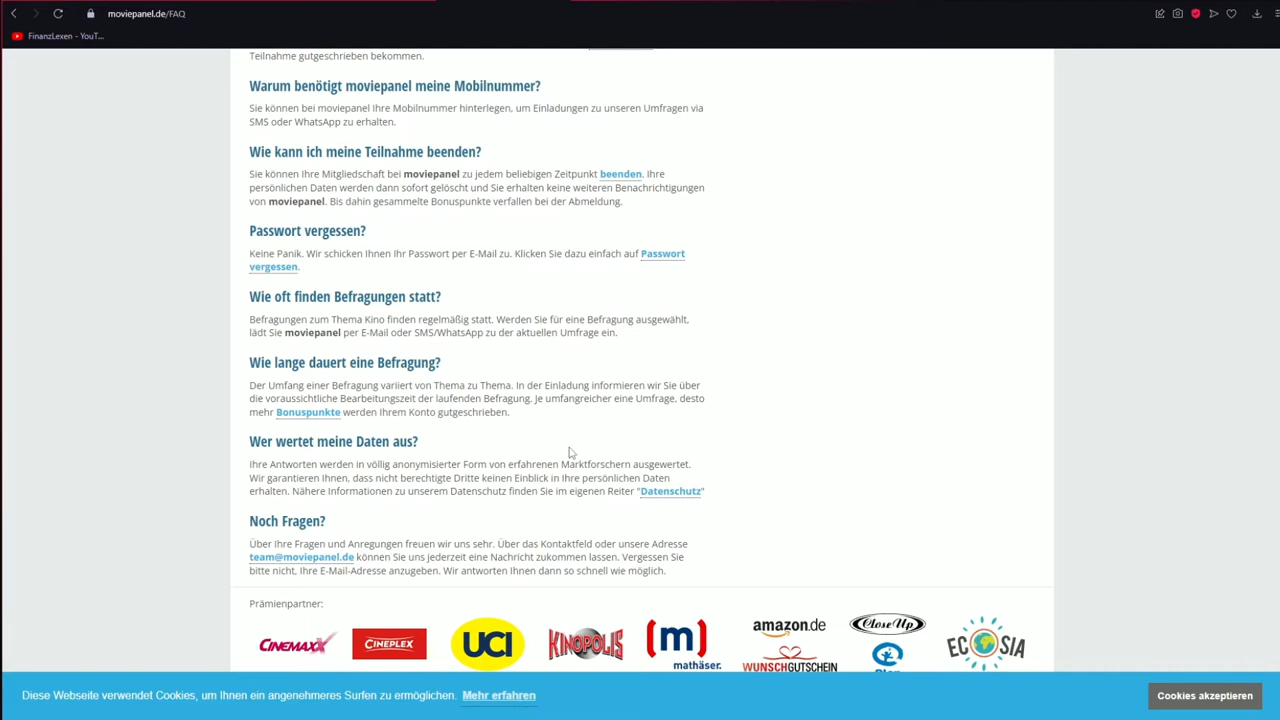 moviepanel.de/FAQ
FinanzLexen - YouT...
Teilnahme gutgeschrieben bekommen.
Warum benötigt moviepanel meine Mobilnummer?
Sie können bei moviepanel Ihre Mobilnummer hinterlegen, um Einladungen zu unseren Umfragen via
SMS oder WhatsApp zu erhalten.
Wie kann ich meine Teilnahme beenden?
Sie können Ihre Mitgliedschaft bei moviepanel zu jedem beliebigen Zeitpunkt beenden. Ihre
persönlichen Daten werden dann sofort gelöscht und Sie erhalten keine weiteren Benachrichtigungen
von moviepanel. Bis dahin gesammelte Bonuspunkte verfallen bei der Abmeldung.
Passwort vergessen?
Keine Panik. Wir schicken Ihnen Ihr Passwort per E-Mail zu. Klicken Sie dazu einfach auf Passwort
vergessen.
Wie oft finden Befragungen statt?
Befragungen zum Thema Kino finden regelmäßig statt. Werden Sie für eine Befragung ausgewählt,
lädt Sie moviepanel per E-Mail oder SMS/WhatsApp zu der aktuellen Umfrage ein.
Wie lange dauert eine Befragung?
Der Umfang einer Befragung variiert von Thema zu Thema. In der Einladung informieren wir Sie über
die voraussichtliche Bearbeitungszeit der laufenden Befragung. Je umfangreicher eine Umfrage, desto
mehr Bonuspunkte werden Ihrem Konto gutgeschrieben.
Wer wertet meine Daten aus?
Ihre Antworten werden in völlig anonymisierter Form von erfahrenen Marktforschern ausgewertet.
Wir garantieren Ihnen, dass nicht berechtigte Dritte keinen Einblick in Ihre persönlichen Daten
erhalten. Nähere Informationen zu unserem Datenschutz finden Sie im eigenen Reiter "Datenschutz"
Noch Fragen?
Über Ihre Fragen und Anregungen freuen wir uns sehr. Über das Kontaktfeld oder unsere Adresse
team@moviepanel.de können Sie uns jederzeit eine Nachricht zukommen lassen. Vergessen Sie
bitte nicht, Ihre E-Mail-Adresse anzugeben. Wir antworten Ihnen dann so schnell wie möglich.
Prämienpartner:
CINEMAXX CINEPLEX UCI KINOPOLIS (m) mathäser. amazon.de Close Up ECOSIA
WUNSCHGUTSCHEIN
Diese Webseite verwendet Cookies, um Ihnen ein angenehmeres Surfen zu ermöglichen. Mehr erfahren
Cookies akzeptieren